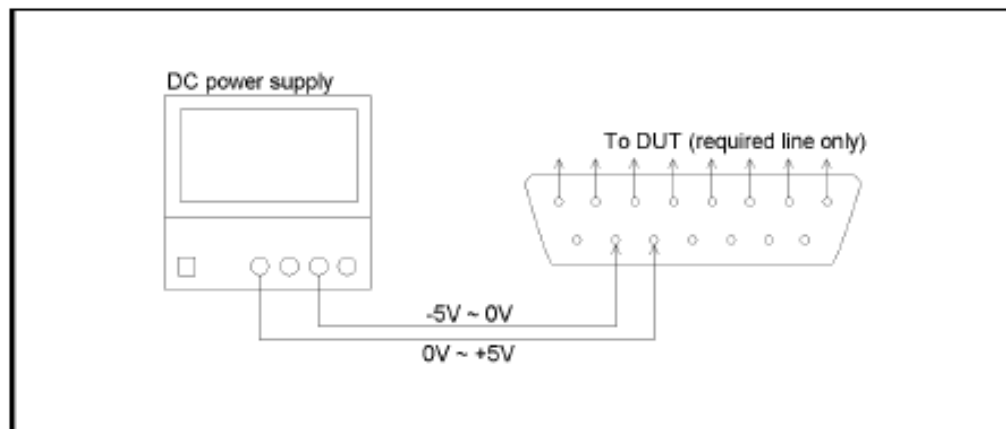 DC power supply
To DUT (required line only)
-5V ~ 0V
0V ~ +5V